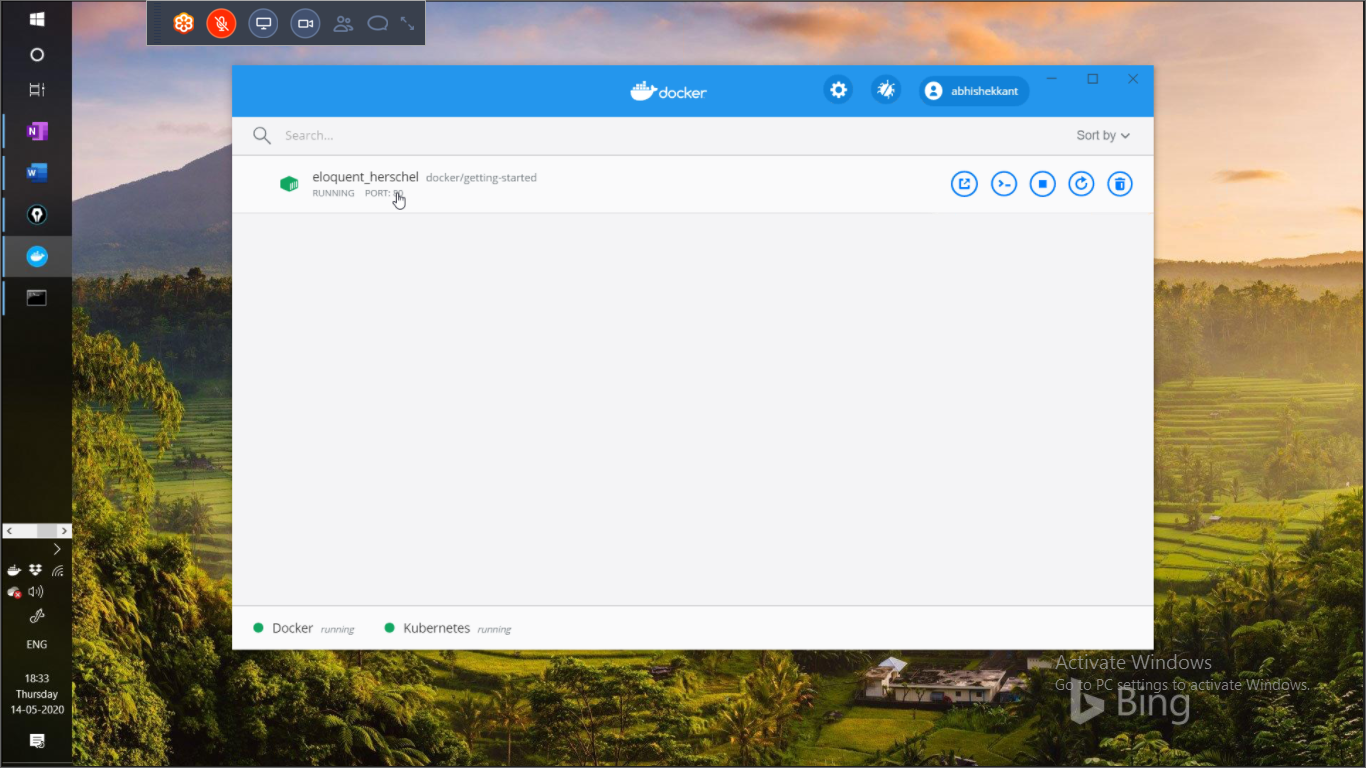 docker
abhishekkant
Search...
Sort by
eloquent_herschel docker/getting-started
RUNNING PORT:
Docker running
Kubernetes running
ENG
18:33
Thursday
14-05-2020
Activate Windows
Go to PC settings to activate Windows.
Bing